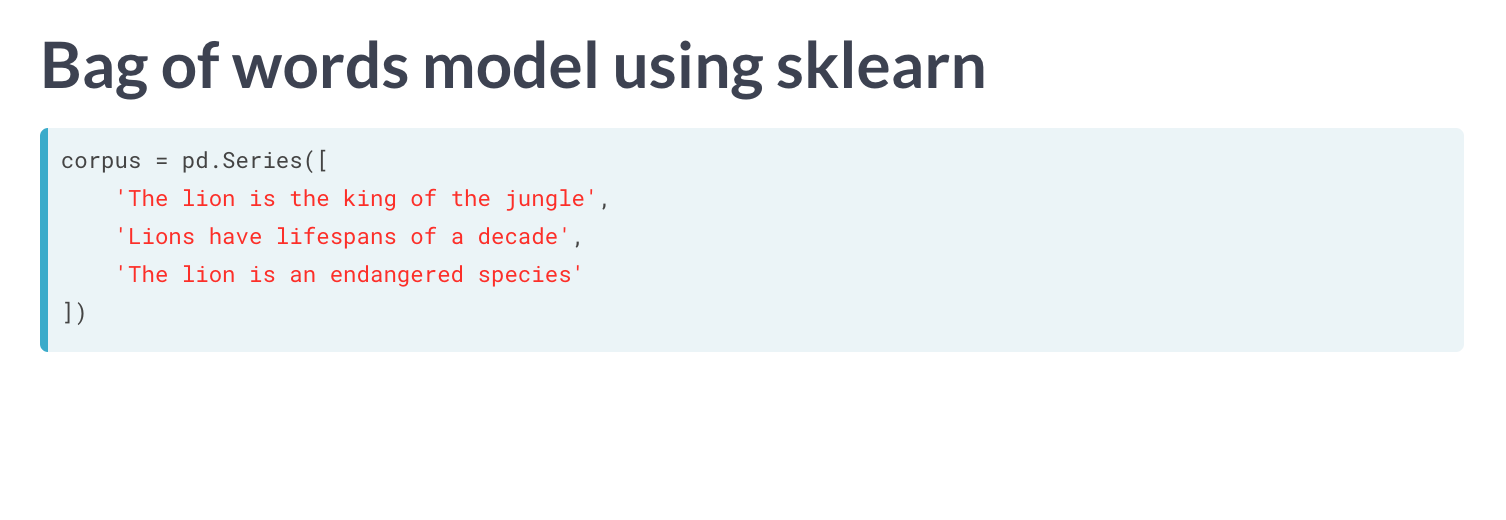 Bag of words model using sklearn
corpus = pd.Series([
    'The lion is the king of the jungle',
    'Lions have lifespans of a decade',
    'The lion is an endangered species'
])